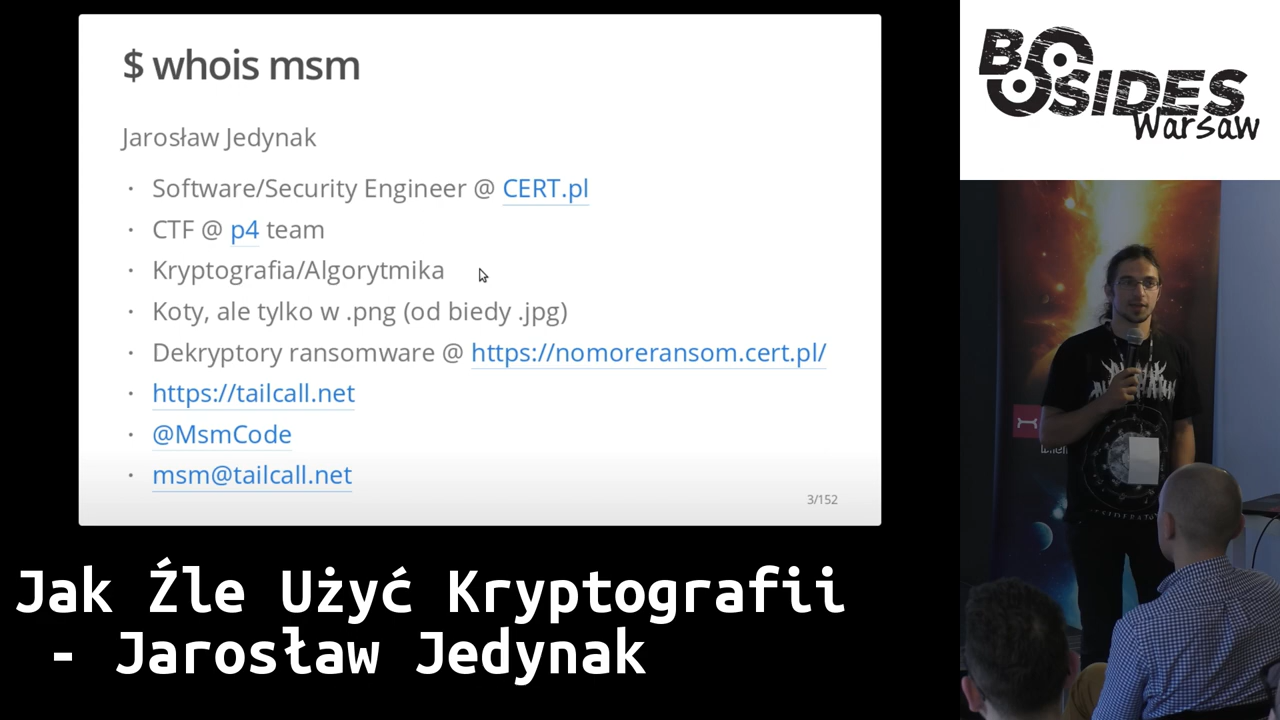 $ whois msm
Jarosław Jedynak
Software/Security Engineer @ CERT.pl
CTF @ p4 team
Kryptografia/Algorytmika
Koty, ale tylko w .png (od biedy .jpg)
Dekryptory ransomware @ https://nomoreransom.cert.pl/
https://tailcall.net
@MsmCode
msm@tailcall.net
3/152
Jak Źle Użyć Kryptografii
- Jarosław Jedynak
BSIDES
Warsaw